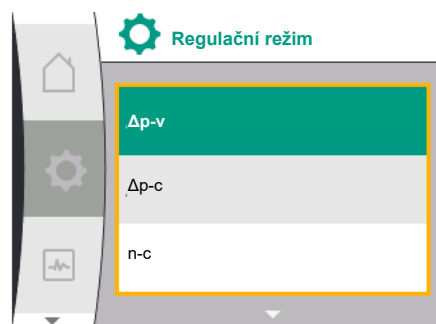 Regulační režim
Δp-v
Δp-c
n-c